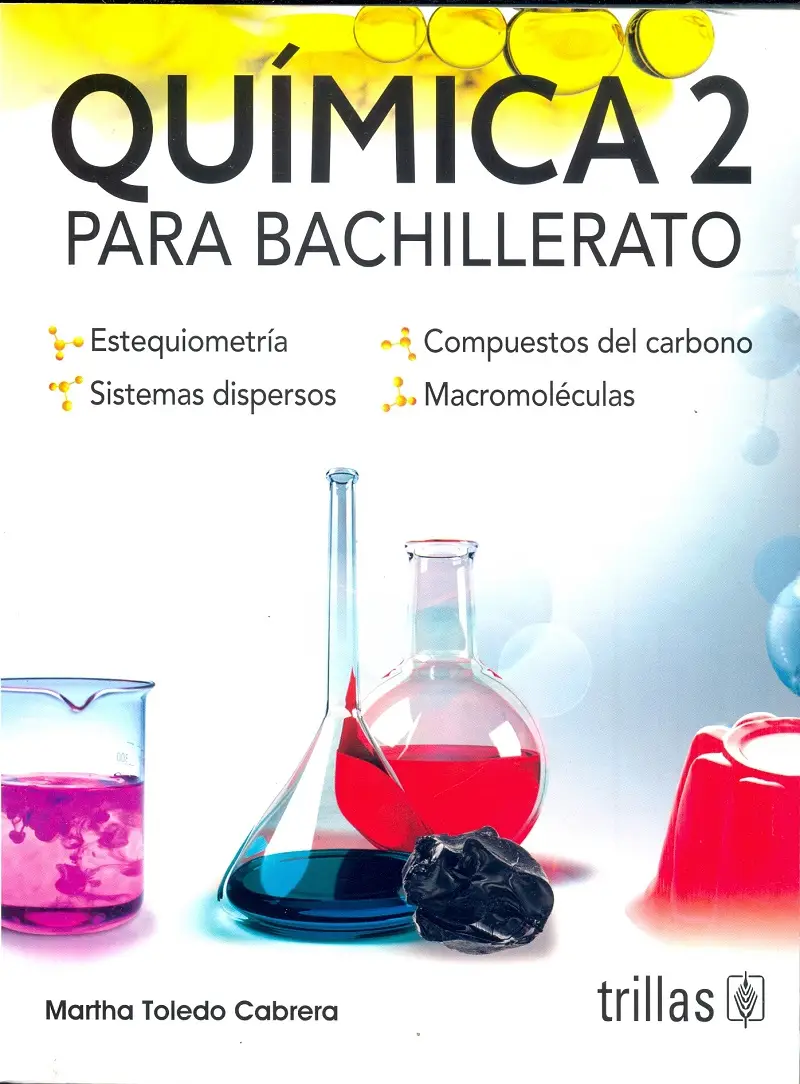 QUÍMICA 2
PARA BACHILLERATO
Estequiometría
Sistemas dispersos
Compuestos del carbono
Macromoléculas
Martha Toledo Cabrera
trillas